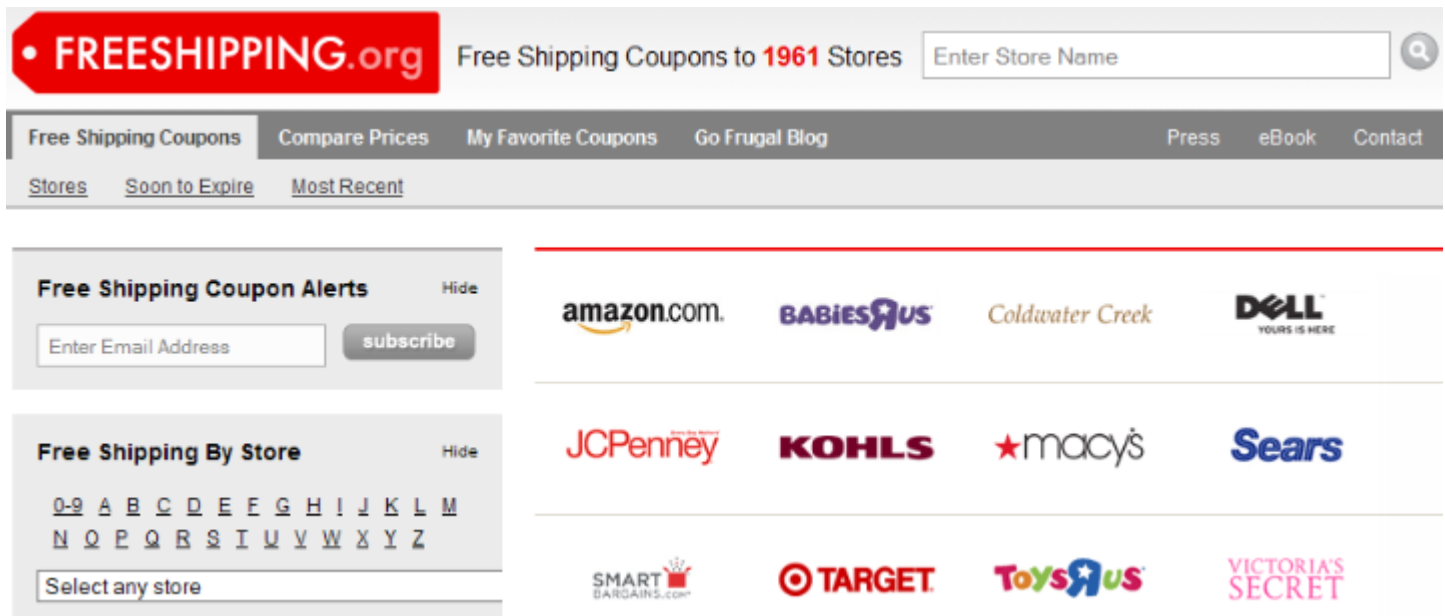 FREESHIPPING.org
Free Shipping Coupons to 1961 Stores
Enter Store Name
Free Shipping Coupons Compare Prices My Favorite Coupons Go Frugal Blog Press eBook Contact
Stores Soon to Expire Most Recent
Free Shipping Coupon Alerts Hide
Enter Email Address subscribe
Free Shipping By Store Hide
0-9 A B C D E F G H I J K L M
N O P Q R S T U V W X Y Z
Select any store
amazon.com. BABIESRUS Coldwater Creek DELL
YOURS IS HERE
JCPenney KOHLS macy's Sears
SMART
BARGAINS.COM
TARGET. ToysRus VICTORIA'S
SECRET